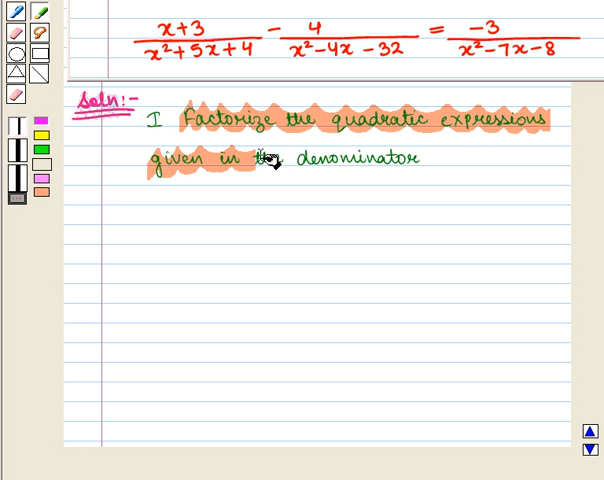 x+3 / x²+5x+4 - 4 / x²-4x-32 = -3 / x²-7x-8
Soln:-
I Factorize the quadratic expressions
given in the denominator